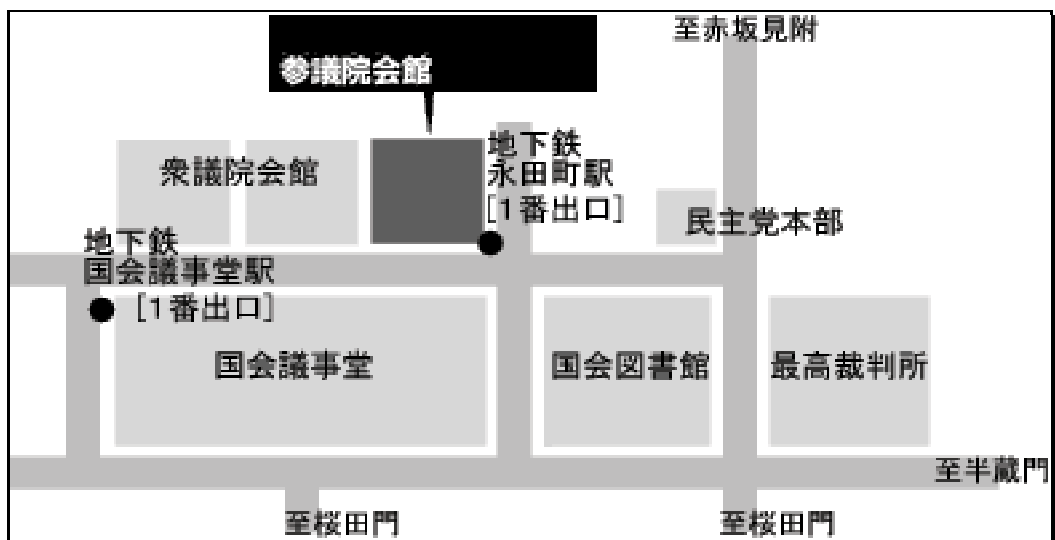 至赤坂見附
参議院会館
地下鉄
永田町駅
[1番出口]
衆議院会館
民主党本部
地下鉄
国会議事堂駅
[1番出口]
国会議事堂
国会図書館
最高裁判所
至半蔵門
至桜田門
至桜田門